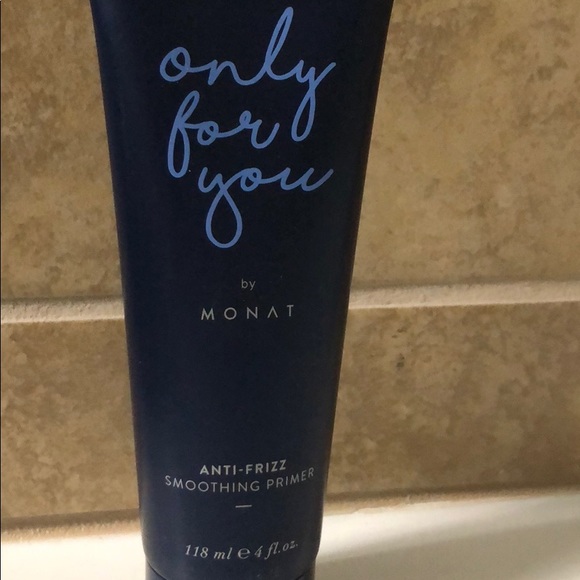 only
for
you
by
MONAT
ANTI-FRIZZ
SMOOTHING PRIMER
118 ml ℮ 4 fl.oz.